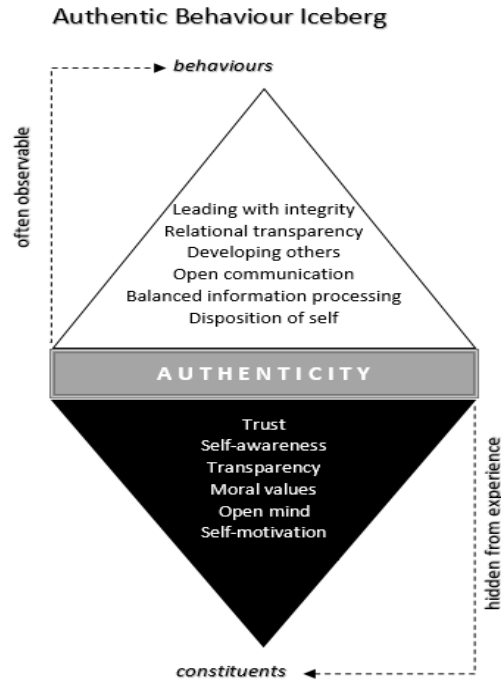 Authentic Behaviour Iceberg
behaviours
often observable
Leading with integrity
Relational transparency
Developing others
Open communication
Balanced information processing
Disposition of self
AUTHENTICITY
Trust
Self-awareness
Transparency
Moral values
Open mind
Self-motivation
hidden from experience
constituents